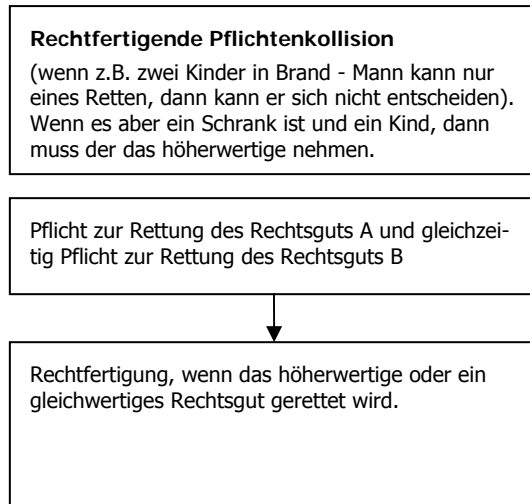 Rechtfertigende Pflichtenkollision
(wenn z.B. zwei Kinder in Brand - Mann kann nur
eines Retten, dann kann er sich nicht entscheiden).
Wenn es aber ein Schrank ist und ein Kind, dann
muss der das höherwertige nehmen.
Pflicht zur Rettung des Rechtsguts A und gleichzei-
tig Pflicht zur Rettung des Rechtsguts B
Rechtfertigung, wenn das höherwertige oder ein
gleichwertiges Rechtsgut gerettet wird.